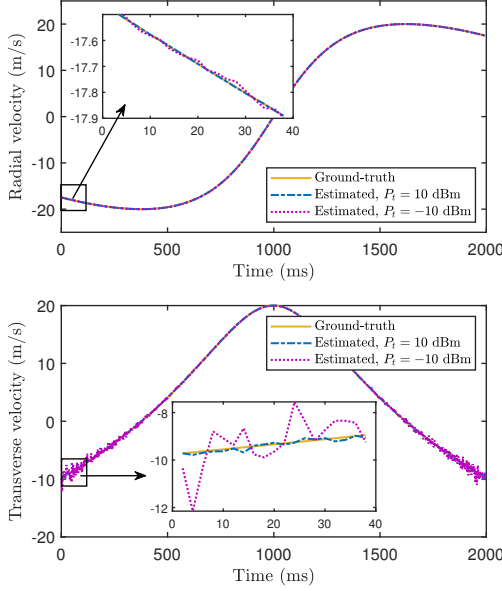 20
10
0
-10
-20
Radial velocity (m/s)
-17.6
-17.7
-17.8
-17.9
0 10 20 30 40
Ground-truth
Estimated, P_t = 10 dBm
Estimated, P_t = −10 dBm
0 500 1000 1500 2000
Time (ms)
20
10
0
-10
-20
Transverse velocity (m/s)
Ground-truth
Estimated, P_t = 10 dBm
Estimated, P_t = −10 dBm
-8
-10
-12
0 10 20 30 40
0 500 1000 1500 2000
Time (ms)